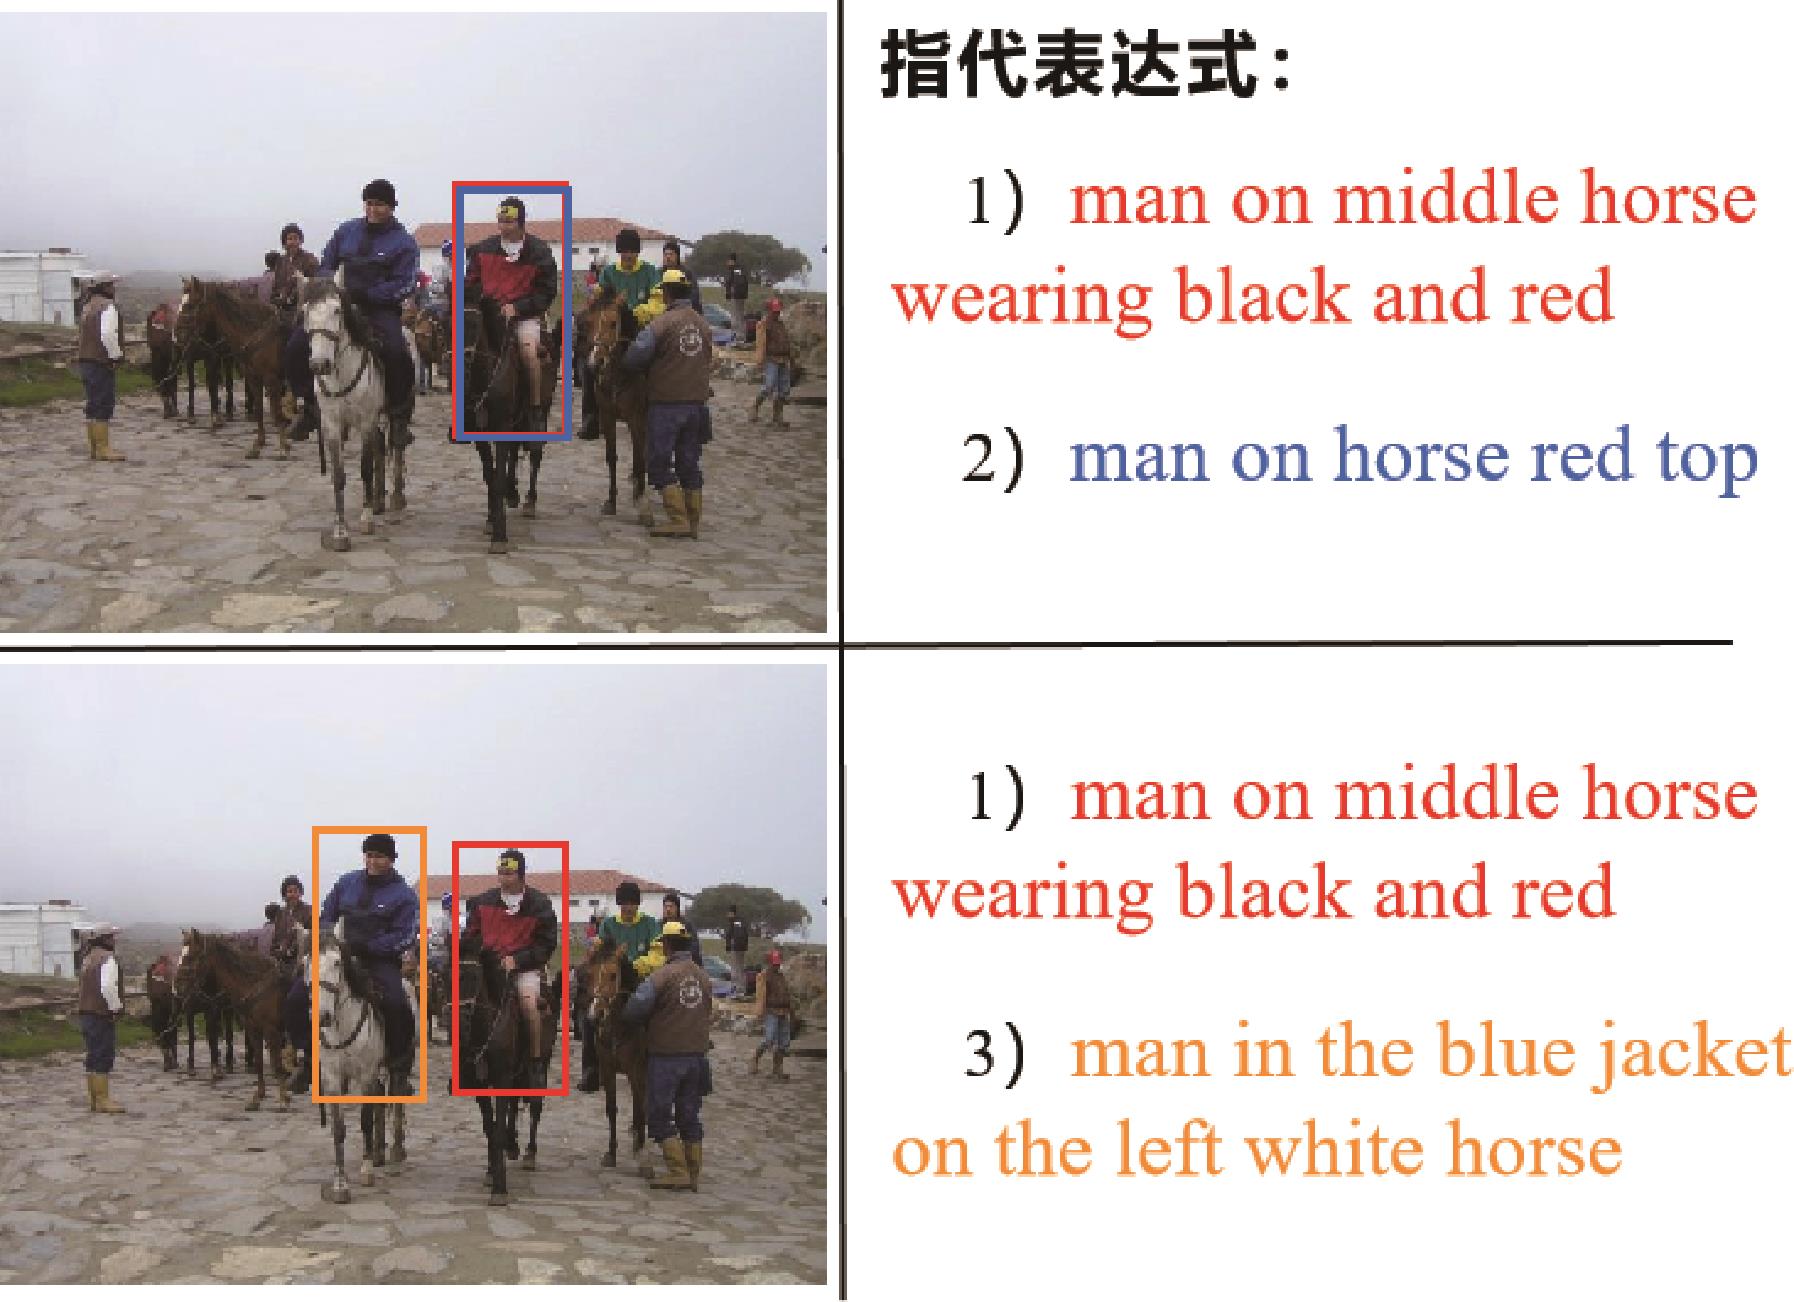 指代表达式：
1）man on middle horse
wearing black and red
2）man on horse red top
1）man on middle horse
wearing black and red
3）man in the blue jacket
on the left white horse